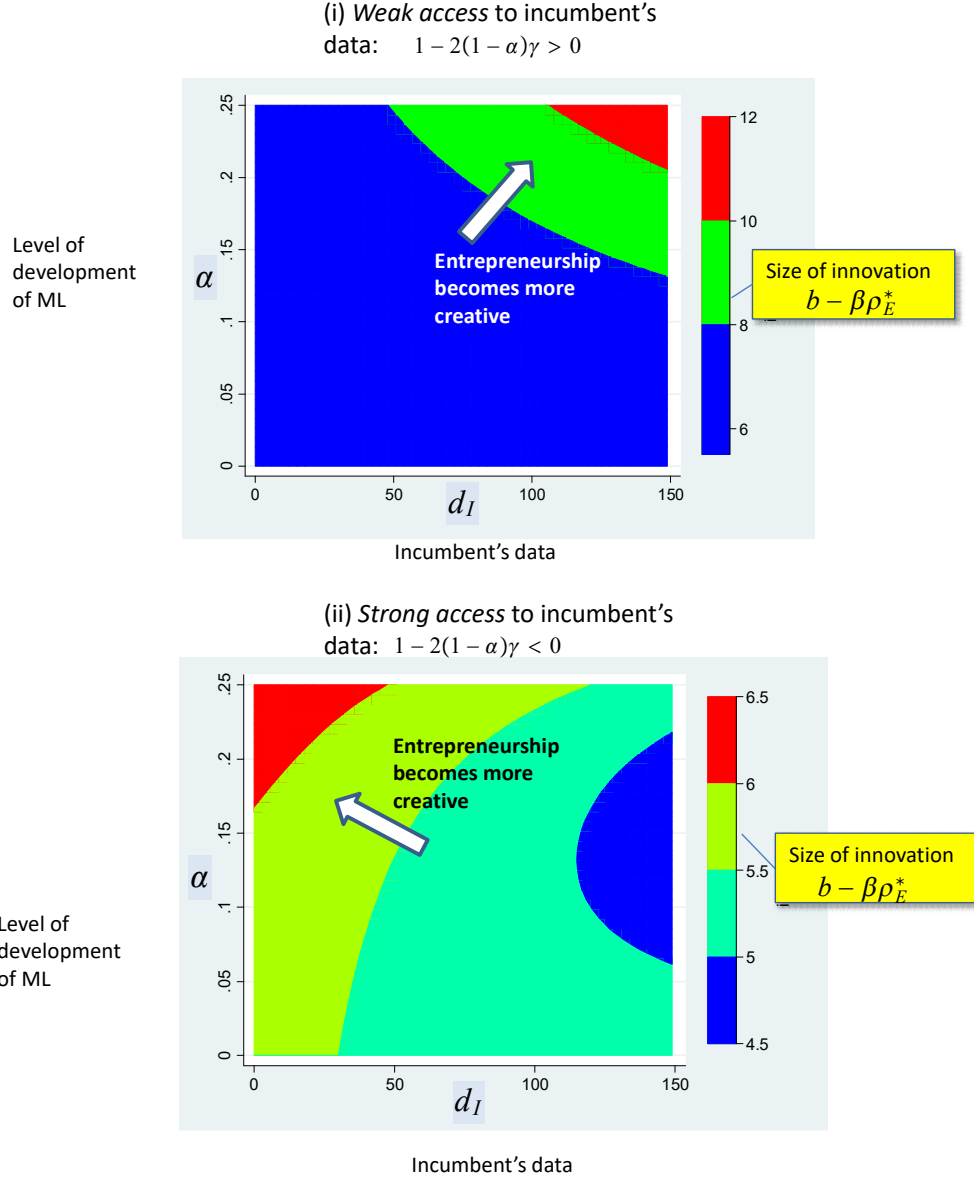 (i) Weak access to incumbent's
data: 1 − 2(1 − α)γ > 0
.25
.2
.15
.1
.05
0
Level of
development
of ML
α
Entrepreneurship
becomes more
creative
12
10
8
6
Size of innovation
b − βρ*E
0
50
100
150
dI
Incumbent's data
(ii) Strong access to incumbent's
data: 1 − 2(1 − α)γ < 0
.25
.2
.15
.1
.05
0
Level of
development
of ML
α
Entrepreneurship
becomes more
creative
6.5
6
5.5
5
4.5
Size of innovation
b − βρ*E
0
50
100
150
dI
Incumbent's data